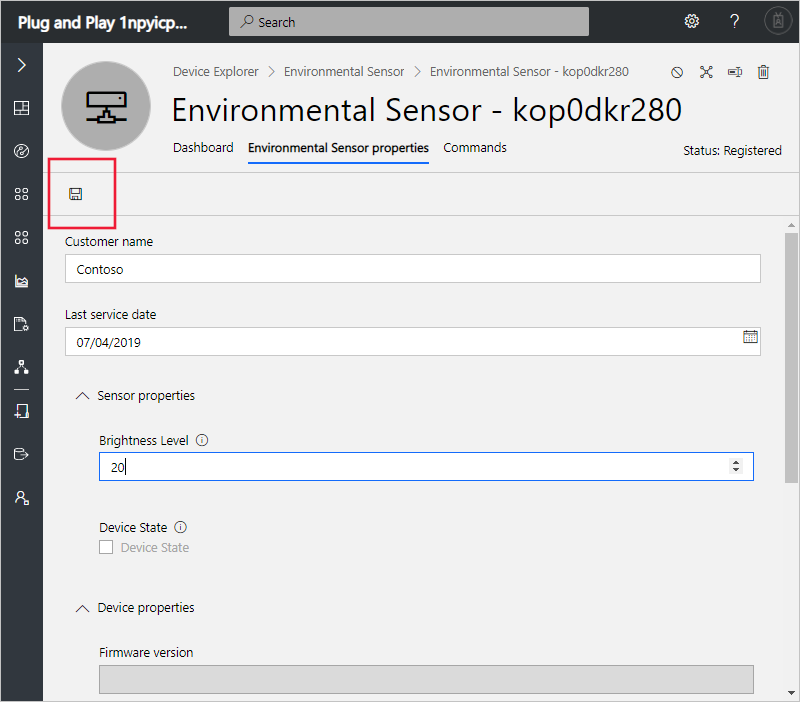 Plug and Play 1npyicp...
Search
?
Device Explorer > Environmental Sensor > Environmental Sensor - kop0dkr280
Environmental Sensor - kop0dkr280
Dashboard Environmental Sensor properties Commands
Status: Registered
Customer name
Contoso
Last service date
07/04/2019
Sensor properties
Brightness Level
20
Device State
Device State
Device properties
Firmware version